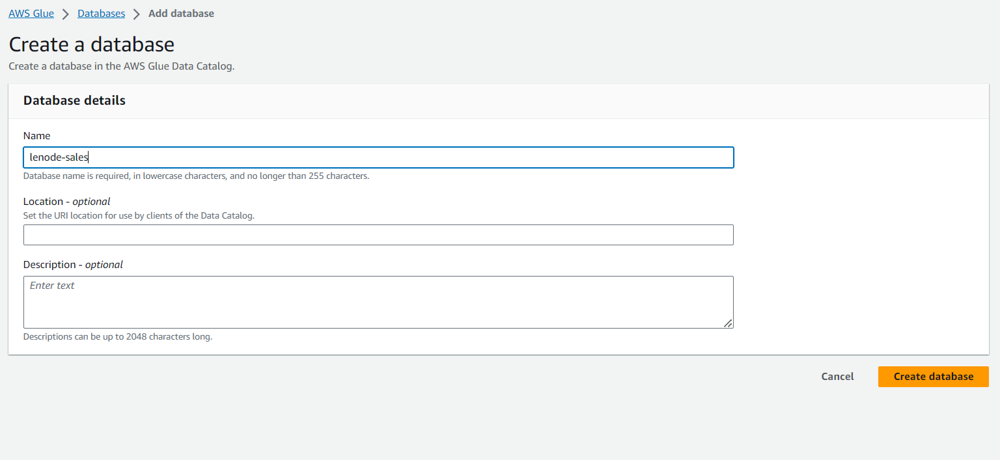 AWS Glue > Databases > Add database
Create a database
Create a database in the AWS Glue Data Catalog.
Database details
Name
lenode-sales
Database name is required, in lowercase characters, and no longer than 255 characters.
Location - optional
Set the URI location for use by clients of the Data Catalog.
Description - optional
Enter text
Descriptions can be up to 2048 characters long.
Cancel Create database